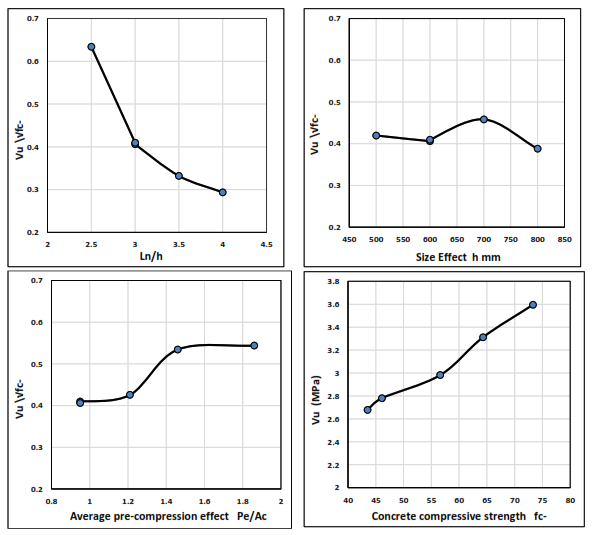 0.7
0.6
0.5
0.4
0.3
0.2
Vu \√fc-
2 2.5 3 3.5 4 4.5
Ln/h
0.7
0.6
0.5
0.4
0.3
0.2
Vu \√fc-
450 500 550 600 650 700 750 800 850
Size Effect h mm
0.7
0.6
0.5
0.4
0.3
0.2
Vu \√fc-
0.8 1 1.2 1.4 1.6 1.8 2
Average pre-compression effect Pe/Ac
3.8
3.6
3.4
3.2
3
2.8
2.6
2.4
2.2
2
Vu (MPa)
40 45 50 55 60 65 70 75 80
Concrete compressive strength fc-